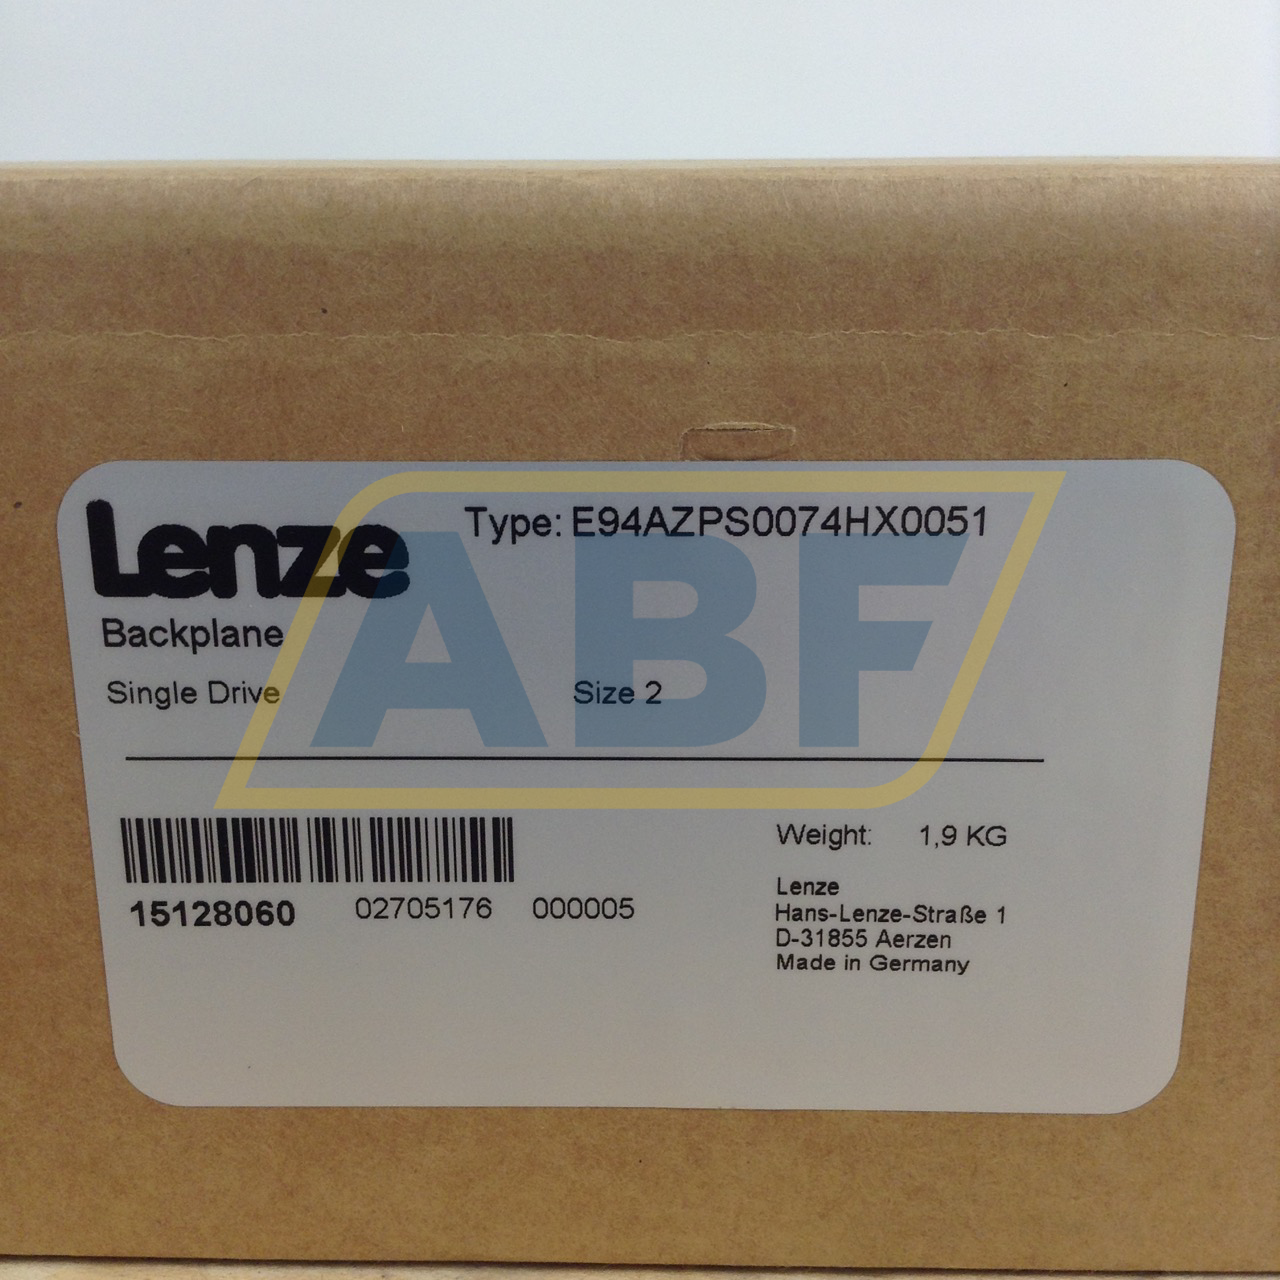 Lenze
Type: E94AZPS0074HX0051
Backplane
Single Drive Size 2
ABF
15128060 02705176 000005
Weight: 1,9 KG
Lenze
Hans-Lenze-Straße 1
D-31855 Aerzen
Made in Germany